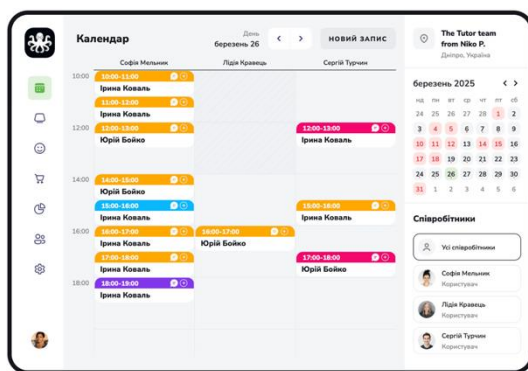 Календар
День
березень 26
НОВИЙ ЗАПИС
Софія Мельник
Лідія Кравець
Сергій Турчин
10:00
10:00-11:00
Ірина Коваль
11:00-12:00
Ірина Коваль
12:00
12:00-13:00
Юрій Бойко
12:00-13:00
Ірина Коваль
14:00
14:00-15:00
Юрій Бойко
15:00-16:00
Ірина Коваль
15:00-16:00
Ірина Коваль
16:00
16:00-17:00
Ірина Коваль
16:00-17:00
Юрій Бойко
17:00-18:00
Ірина Коваль
17:00-18:00
Юрій Бойко
18:00
18:00-19:00
Ірина Коваль
The Tutor team
from Niko P.
Дніпро, Україна
березень 2025
нд пн вт ср чт пт сб
24 25 26 27 28 1 2
3 4 5 6 7 8 9
10 11 12 13 14 15 16
17 18 19 20 21 22 23
24 25 26 27 28 29 30
31 1 2 3 4 5 6
Співробітники
Усі співробітники
Софія Мельник
Користувач
Лідія Кравець
Користувач
Сергій Турчин
Користувач